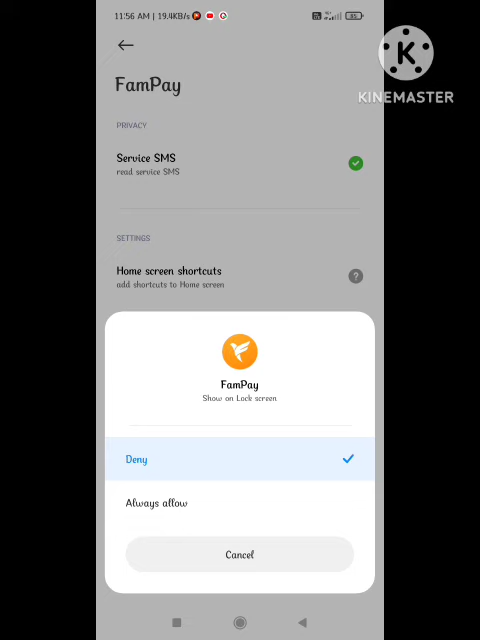 11:56 AM | 19.4KB/s
85
K
KINEMASTER
FamPay
PRIVACY
Service SMS
read service SMS
SETTINGS
Home screen shortcuts
add shortcuts to Home screen
?
FamPay
Show on Lock screen
Deny
Always allow
Cancel